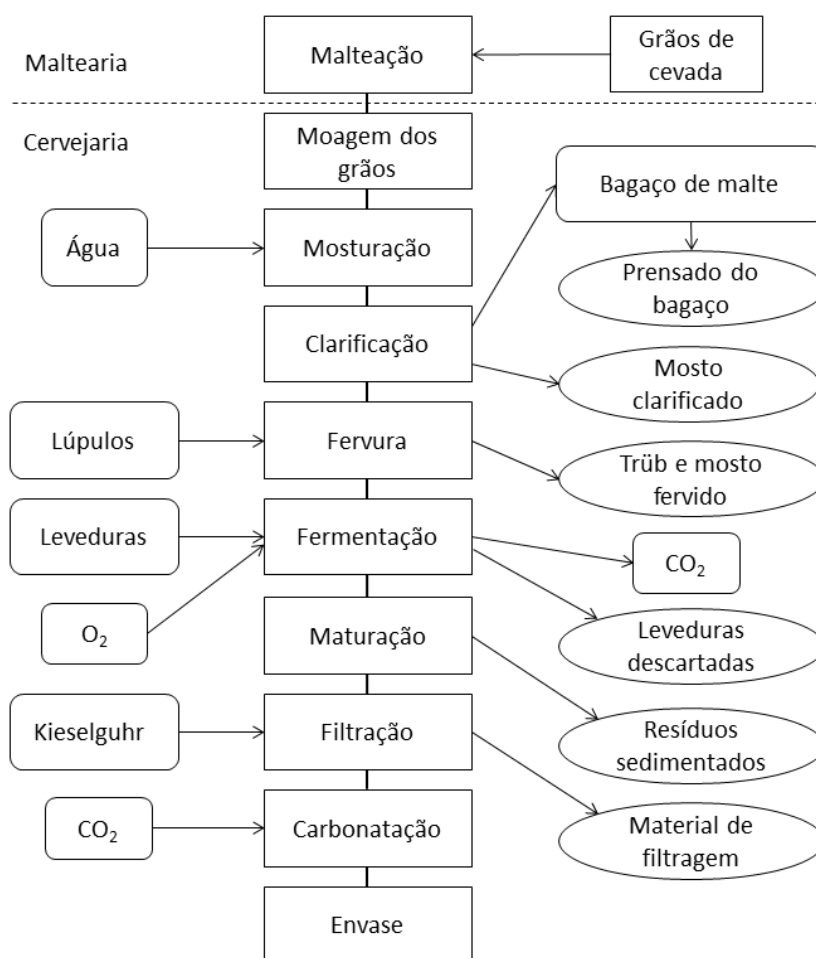 Maltearia
Malteação
Grãos de
cevada
Cervejaria
Moagem dos
grãos
Bagaço de malte
Água
Mosturação
Prensado do
bagaço
Clarificação
Mosto
clarificado
Lúpulos
Fervura
Trüb e mosto
fervido
Leveduras
Fermentação
CO₂
O₂
Maturação
Leveduras
descartadas
Kieselguhr
Filtração
Resíduos
sedimentados
CO₂
Carbonatação
Material de
filtragem
Envase